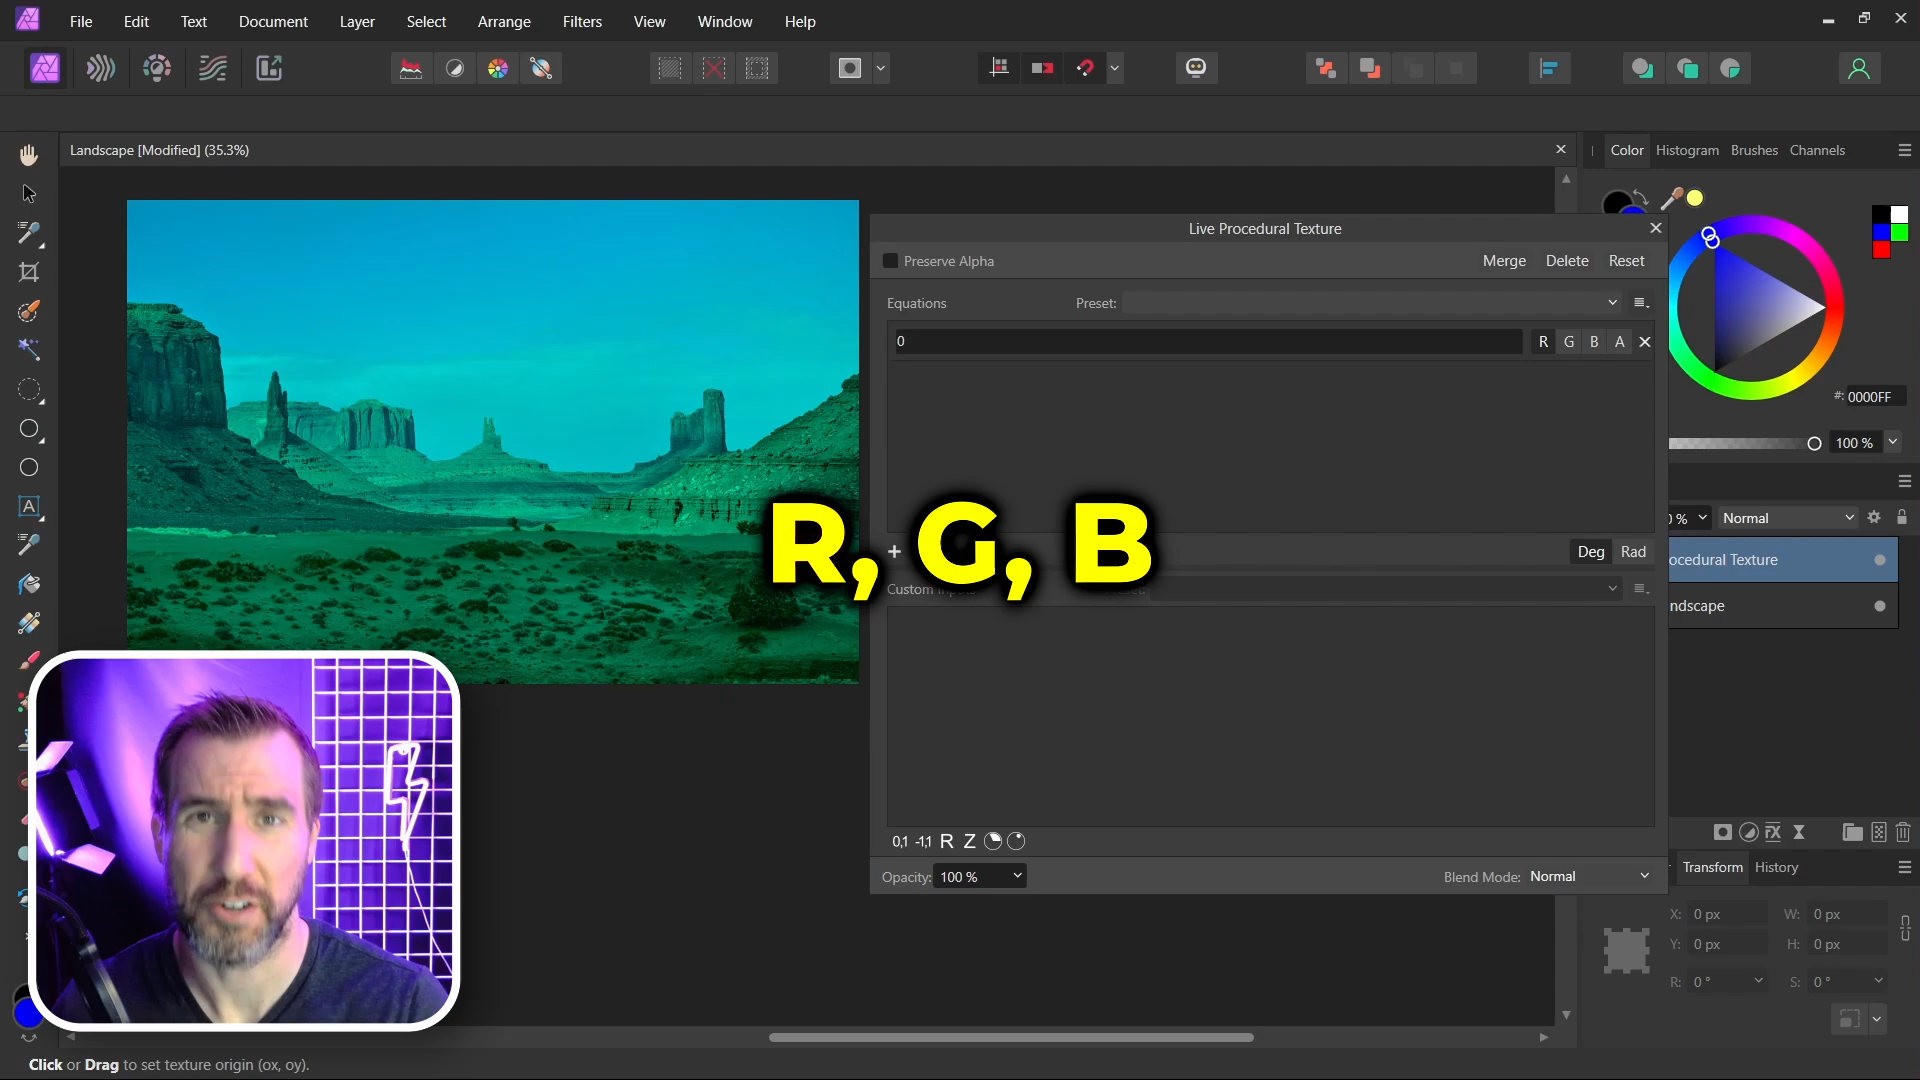 File Edit Text Document Layer Select Arrange Filters View Window Help
Landscape [Modified] (35.3%)
Color Histogram Brushes Channels
Live Procedural Texture
Preserve Alpha
Merge Delete Reset
Equations
Preset:
0
R G B A
#: 0000FF
100 %
R, G, B
Deg Rad
Custom
0 % Normal
ocedural Texture
ndscape
0,1 -1,1 R Z
Opacity: 100 %
Blend Mode: Normal
Transform History
X: 0 px W: 0 px
Y: 0 px H: 0 px
R: 0 ° S: 0 °
Click or Drag to set texture origin (ox, oy).